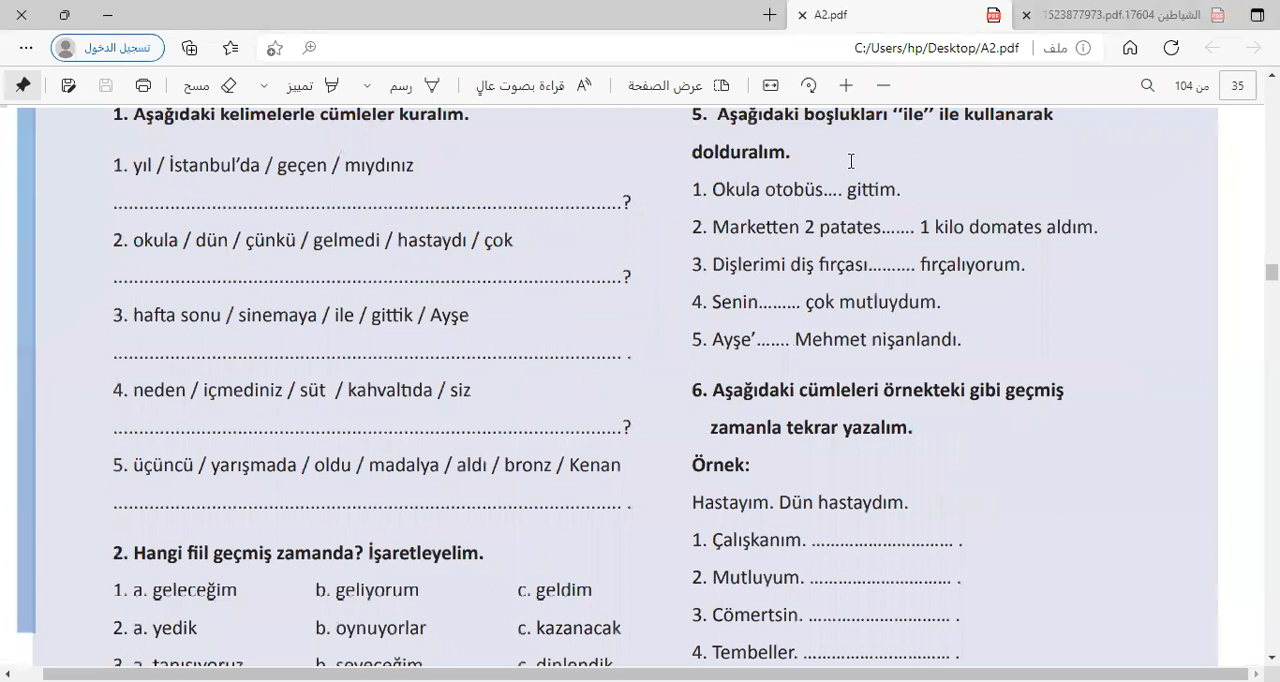 A2.pdf
الشياطين 17604.1523877973.pdf
تسجيل الدخول
C:/Users/hp/Desktop/A2.pdf
ملف
مسح
تمييز
رسم
قراءة بصوت عالٍ
عرض الصفحة
من 104
35
1. Aşağıdaki kelimelerle cümleler kuralım.
1. yıl / İstanbul’da / geçen / mıydınız
....................................................................................................?
2. okula / dün / çünkü / gelmedi / hastaydı / çok
....................................................................................................?
3. hafta sonu / sinemaya / ile / gittik / Ayşe
.................................................................................................... .
4. neden / içmediniz / süt / kahvaltıda / siz
....................................................................................................?
5. üçüncü / yarışmada / oldu / madalya / aldı / bronz / Kenan
.................................................................................................... .
2. Hangi fiil geçmiş zamanda? İşaretleyelim.
1. a. geleceğim b. geliyorum c. geldim
2. a. yedik b. oynuyorlar c. kazanacak
3. a. tanışıyoruz b. seveceğim c. dinlendik
5. Aşağıdaki boşlukları ‘‘ile’’ ile kullanarak
dolduralım.
1. Okula otobüs.... gittim.
2. Marketten 2 patates....... 1 kilo domates aldım.
3. Dişlerimi diş fırçası.......... fırçalıyorum.
4. Senin......... çok mutluydum.
5. Ayşe’....... Mehmet nişanlandı.
6. Aşağıdaki cümleleri örnekteki gibi geçmiş
zamanla tekrar yazalım.
Örnek:
Hastayım. Dün hastaydım.
1. Çalışkanım. .............................. .
2. Mutluyum. .............................. .
3. Cömertsin. .............................. .
4. Tembeller. .............................. .